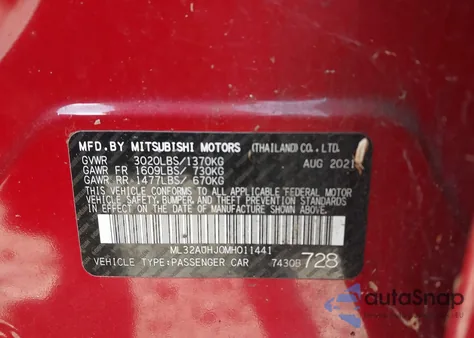 MFD.BY MITSUBISHI MOTORS (THAILAND) CO., LTD.
GVWR 3020LBS/1370KG AUG 2021
GAWR FR 1609LBS/ 730KG
GAWR RR 1477LBS/ 670KG
THIS VEHICLE CONFORMS TO ALL APPLICABLE FEDERAL MOTOR
VEHICLE SAFETY, BUMPER, AND THEFT PREVENTION
STANDARDS IN EFFECT ON THE DATE OF MANUFACTURE
SHOWN ABOVE.
ML32AUHJ0MH011441
VEHICLE TYPE:PASSENGER CAR 7430B 728
autaSnap